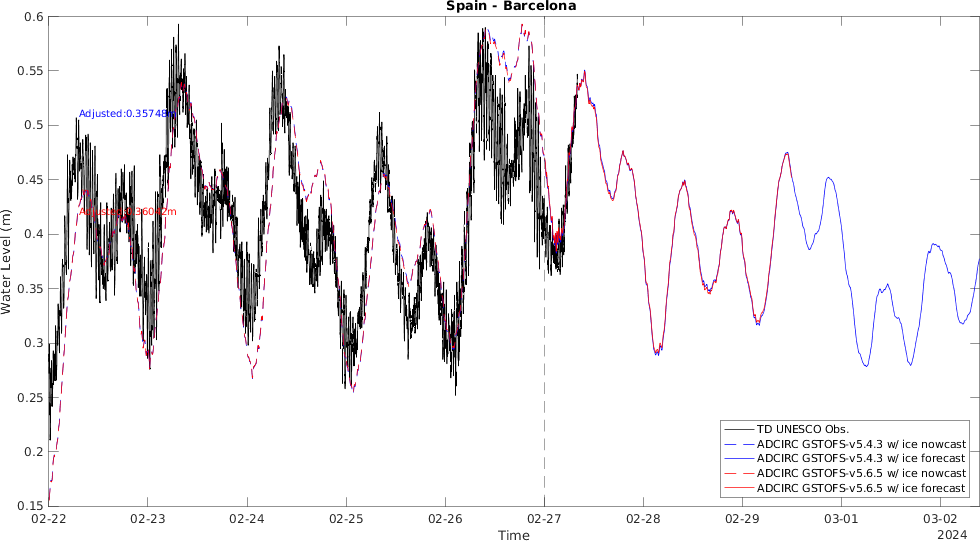 Spain - Barcelona
0.6
0.55
0.5
0.45
0.4
0.35
0.3
0.25
0.2
0.15
Water Level (m)
Adjusted:0.35748m
02-22
02-23
02-24
02-25
02-26
02-27
02-28
02-29
03-01
03-02
Time
2024
TD UNESCO Obs.
ADCIRC GSTOFS-v5.4.3 w/ ice nowcast
ADCIRC GSTOFS-v5.4.3 w/ ice forecast
ADCIRC GSTOFS-v5.6.5 w/ ice nowcast
ADCIRC GSTOFS-v5.6.5 w/ ice forecast